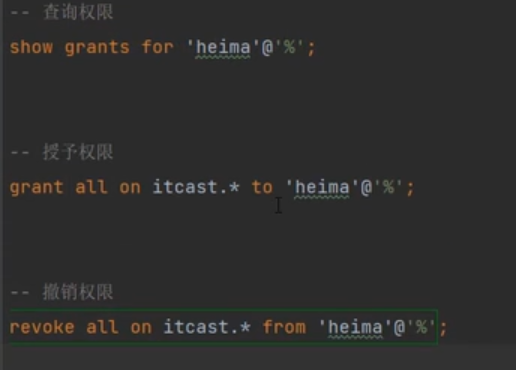 -- 查询权限
show grants for 'heima'@'%';
-- 授予权限
grant all on itcast.* to 'heima'@'%';
-- 撤销权限
revoke all on itcast.* from 'heima'@'%';